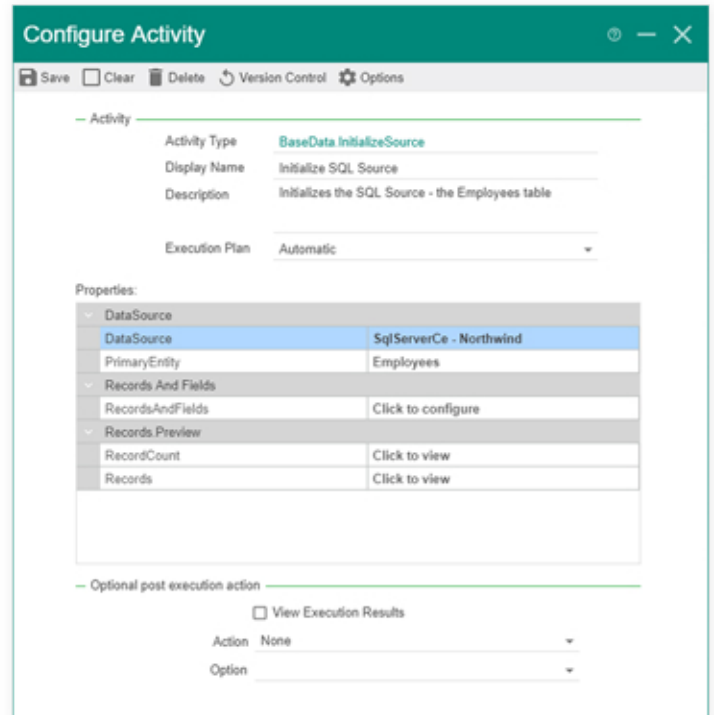 Configure Activity
Save Clear Delete Version Control Options
Activity
Activity Type BaseData.InitializeSource
Display Name Initialize SQL Source
Description Initializes the SQL Source - the Employees table
Execution Plan Automatic
Properties:
DataSource
DataSource SqlServerCe - Northwind
PrimaryEntity Employees
Records And Fields
RecordsAndFields Click to configure
Records.Preview
RecordCount Click to view
Records Click to view
Optional post execution action
View Execution Results
Action None
Option